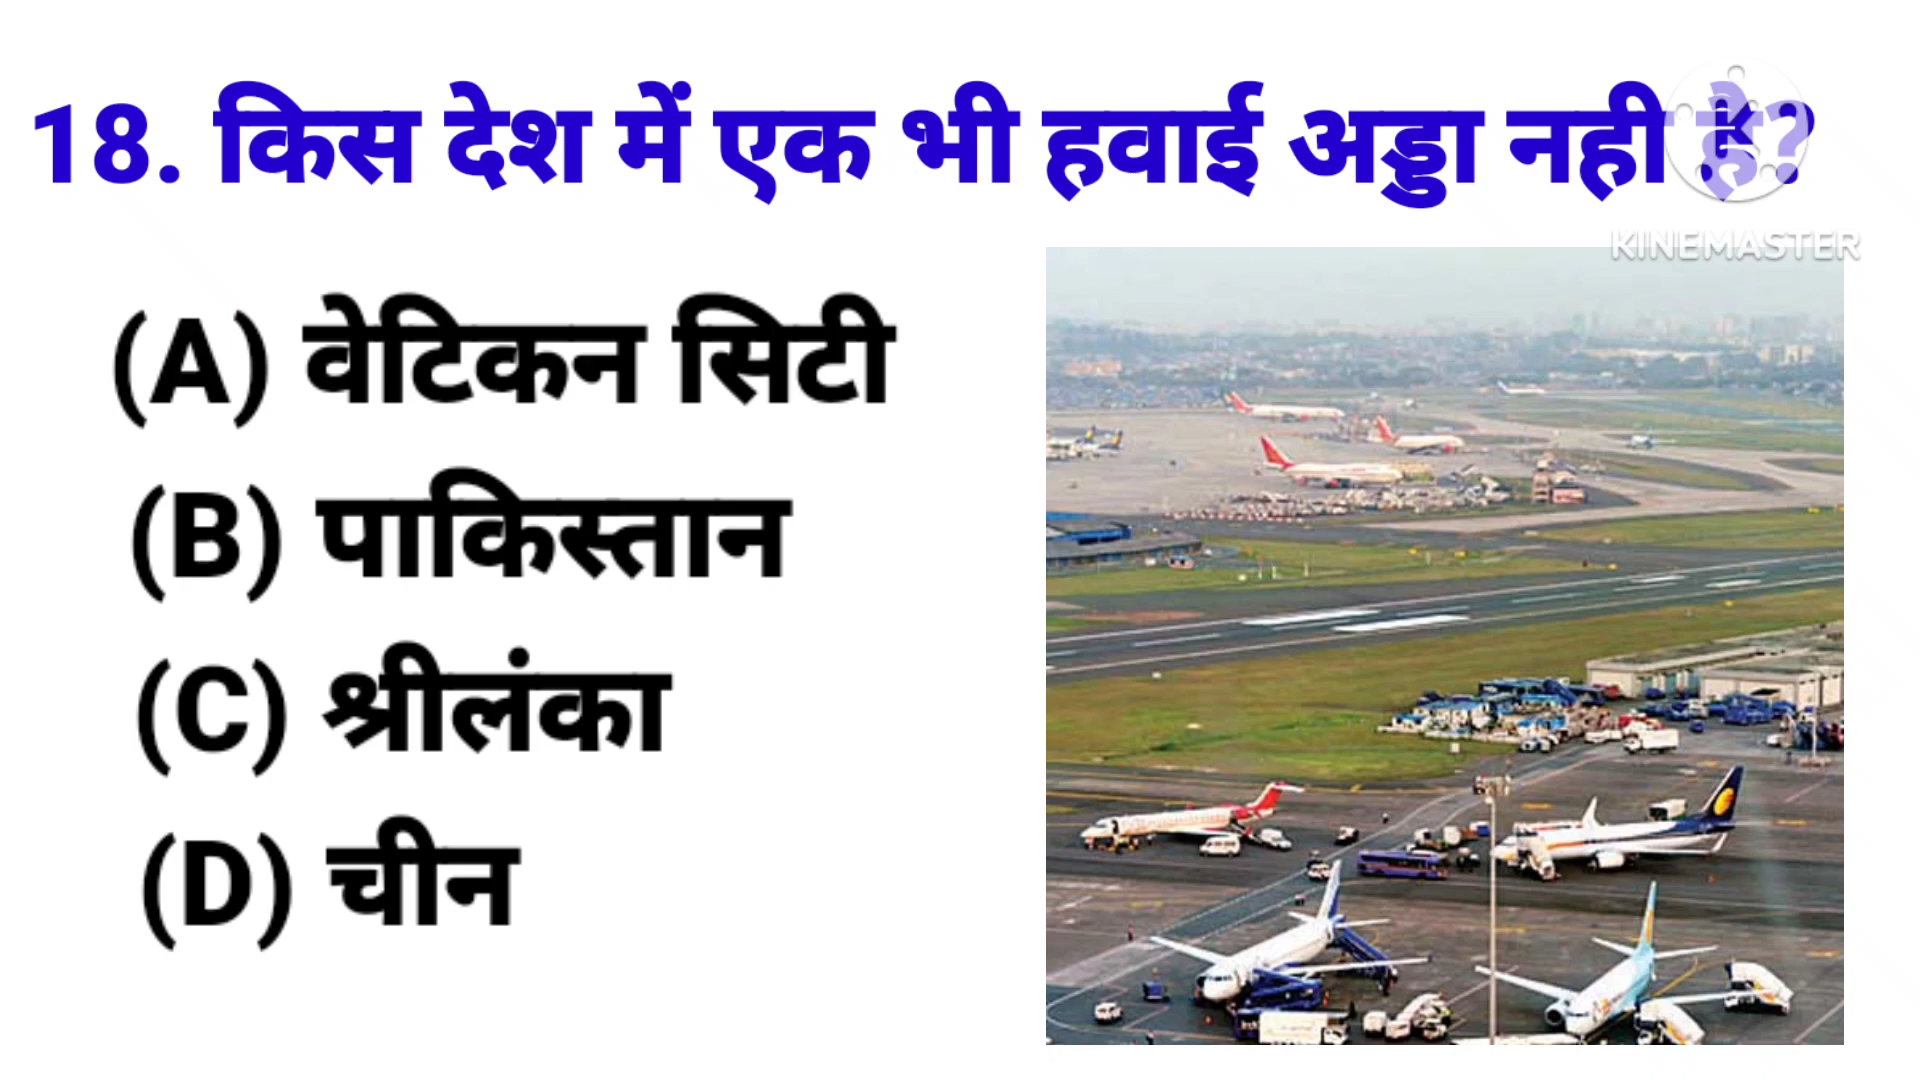 18. किस देश में एक भी हवाई अड्डा नही है?
KINEMASTER
(A) वेटिकन सिटी
(B) पाकिस्तान
(C) श्रीलंका
(D) चीन